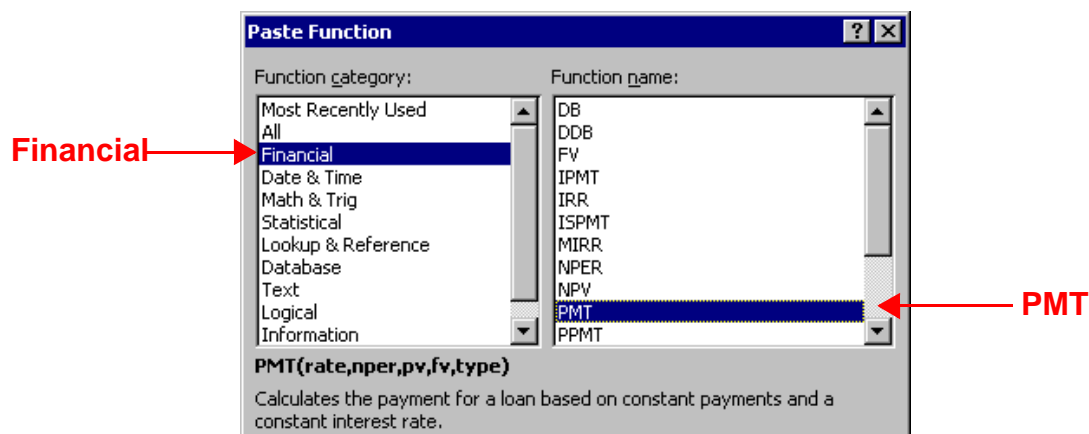 Paste Function
Function category:
Function name:
Most Recently Used
All
Financial
Date & Time
Math & Trig
Statistical
Lookup & Reference
Database
Text
Logical
Information
DB
DDB
FV
IPMT
IRR
ISPMT
MIRR
NPER
NPV
PMT
PPMT
Financial
PMT
PMT(rate,nper,pv,fv,type)
Calculates the payment for a loan based on constant payments and a
constant interest rate.